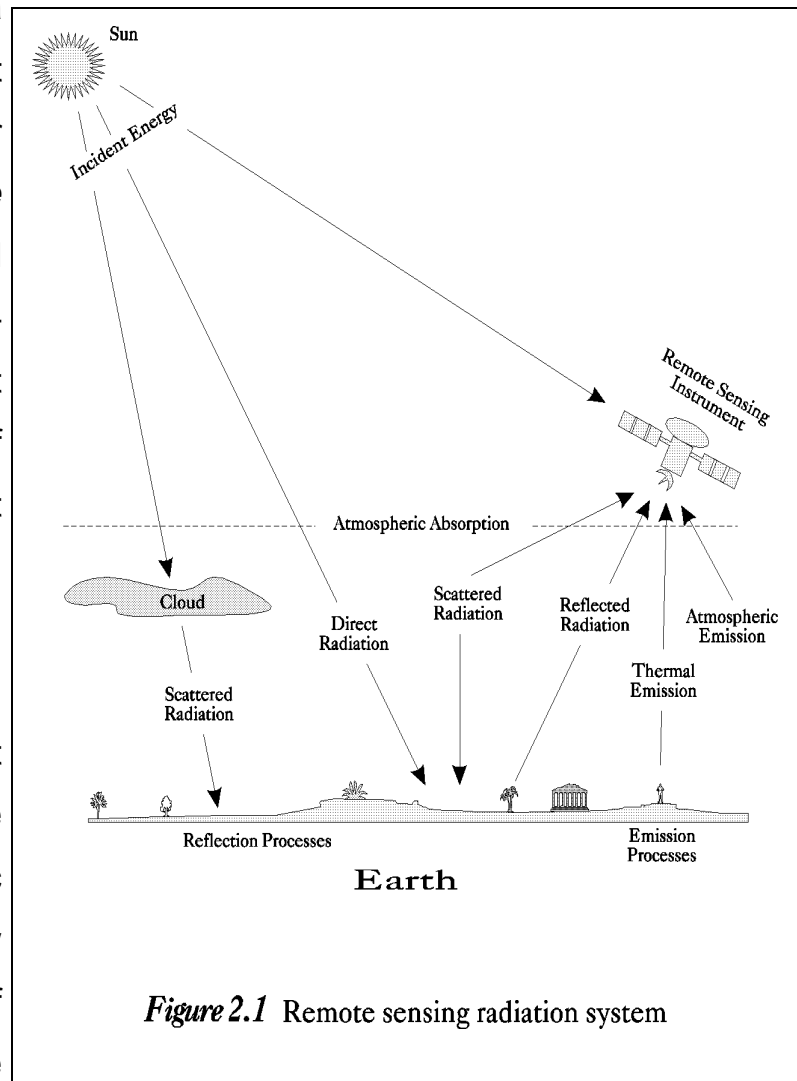 Sun
Incident Energy
Remote Sensing
Instrument
Atmospheric Absorption
Cloud
Scattered
Radiation
Direct
Radiation
Scattered
Radiation
Reflected
Radiation
Atmospheric
Emission
Thermal
Emission
Reflection Processes
Emission
Processes
Earth
Figure 2.1 Remote sensing radiation system